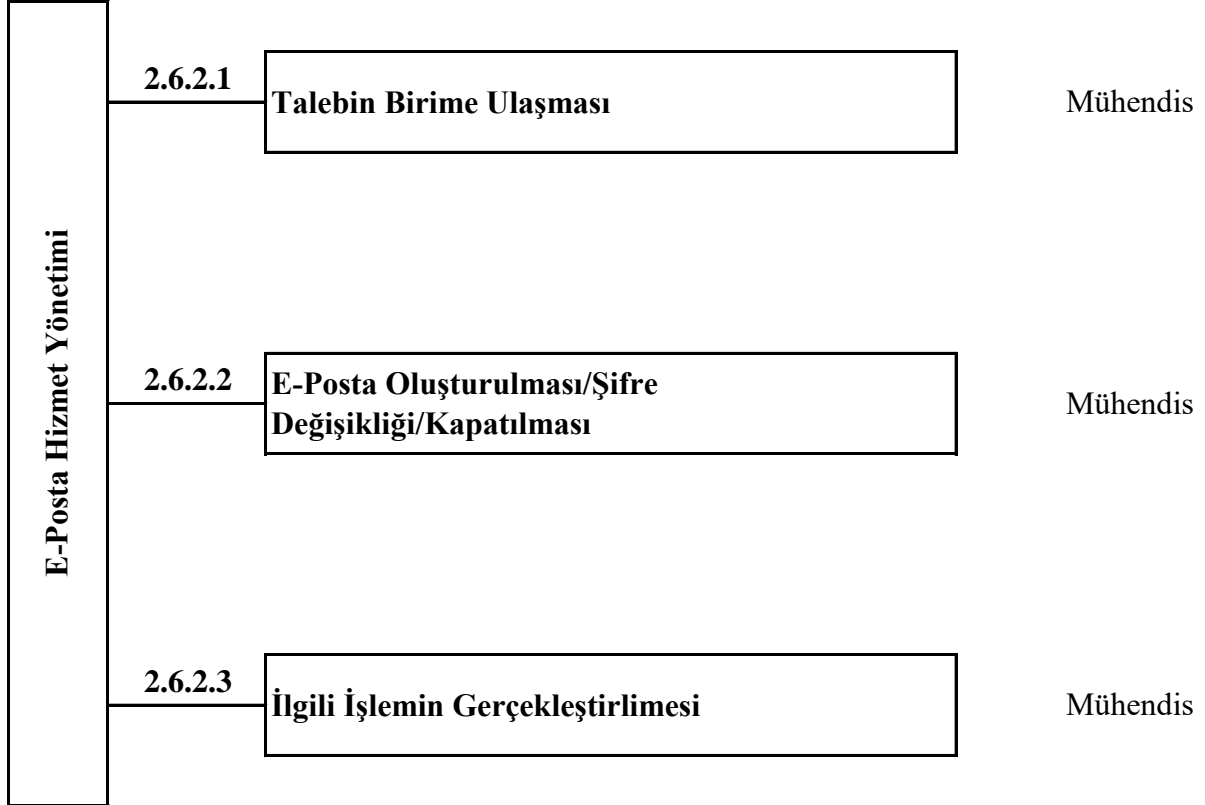 E-Posta Hizmet Yönetimi
2.6.2.1
Talebin Birime Ulaşması
Mühendis
2.6.2.2
E-Posta Oluşturulması/Şifre
Değişikliği/Kapatılması
Mühendis
2.6.2.3
İlgili İşlemin Gerçekleştirlimesi
Mühendis